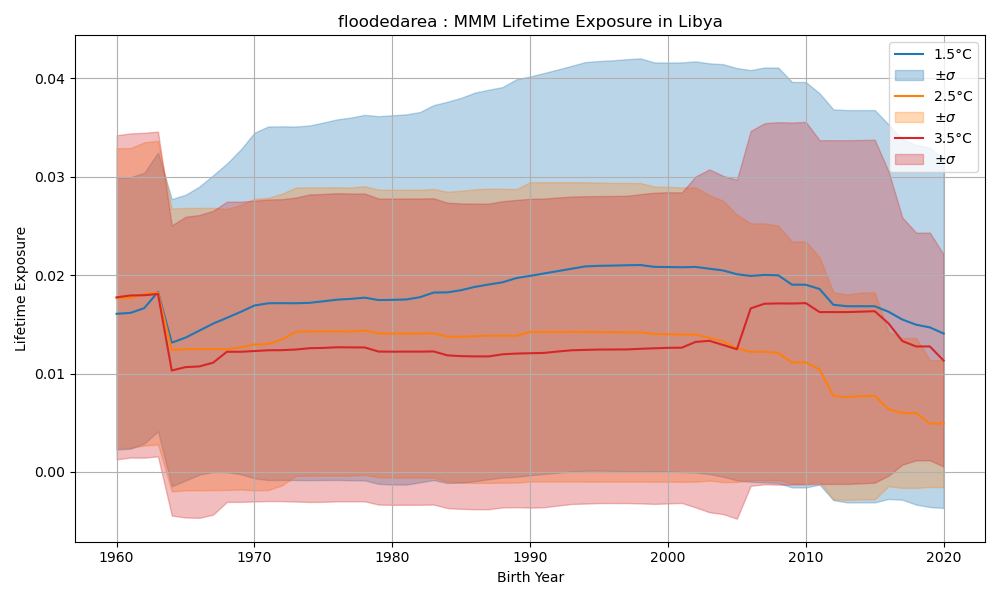 floodedarea : MMM Lifetime Exposure in Libya
Lifetime Exposure
0.04
0.03
0.02
0.01
0.00
1960
1970
1980
1990
2000
2010
2020
Birth Year
1.5°C
±σ
2.5°C
±σ
3.5°C
±σ